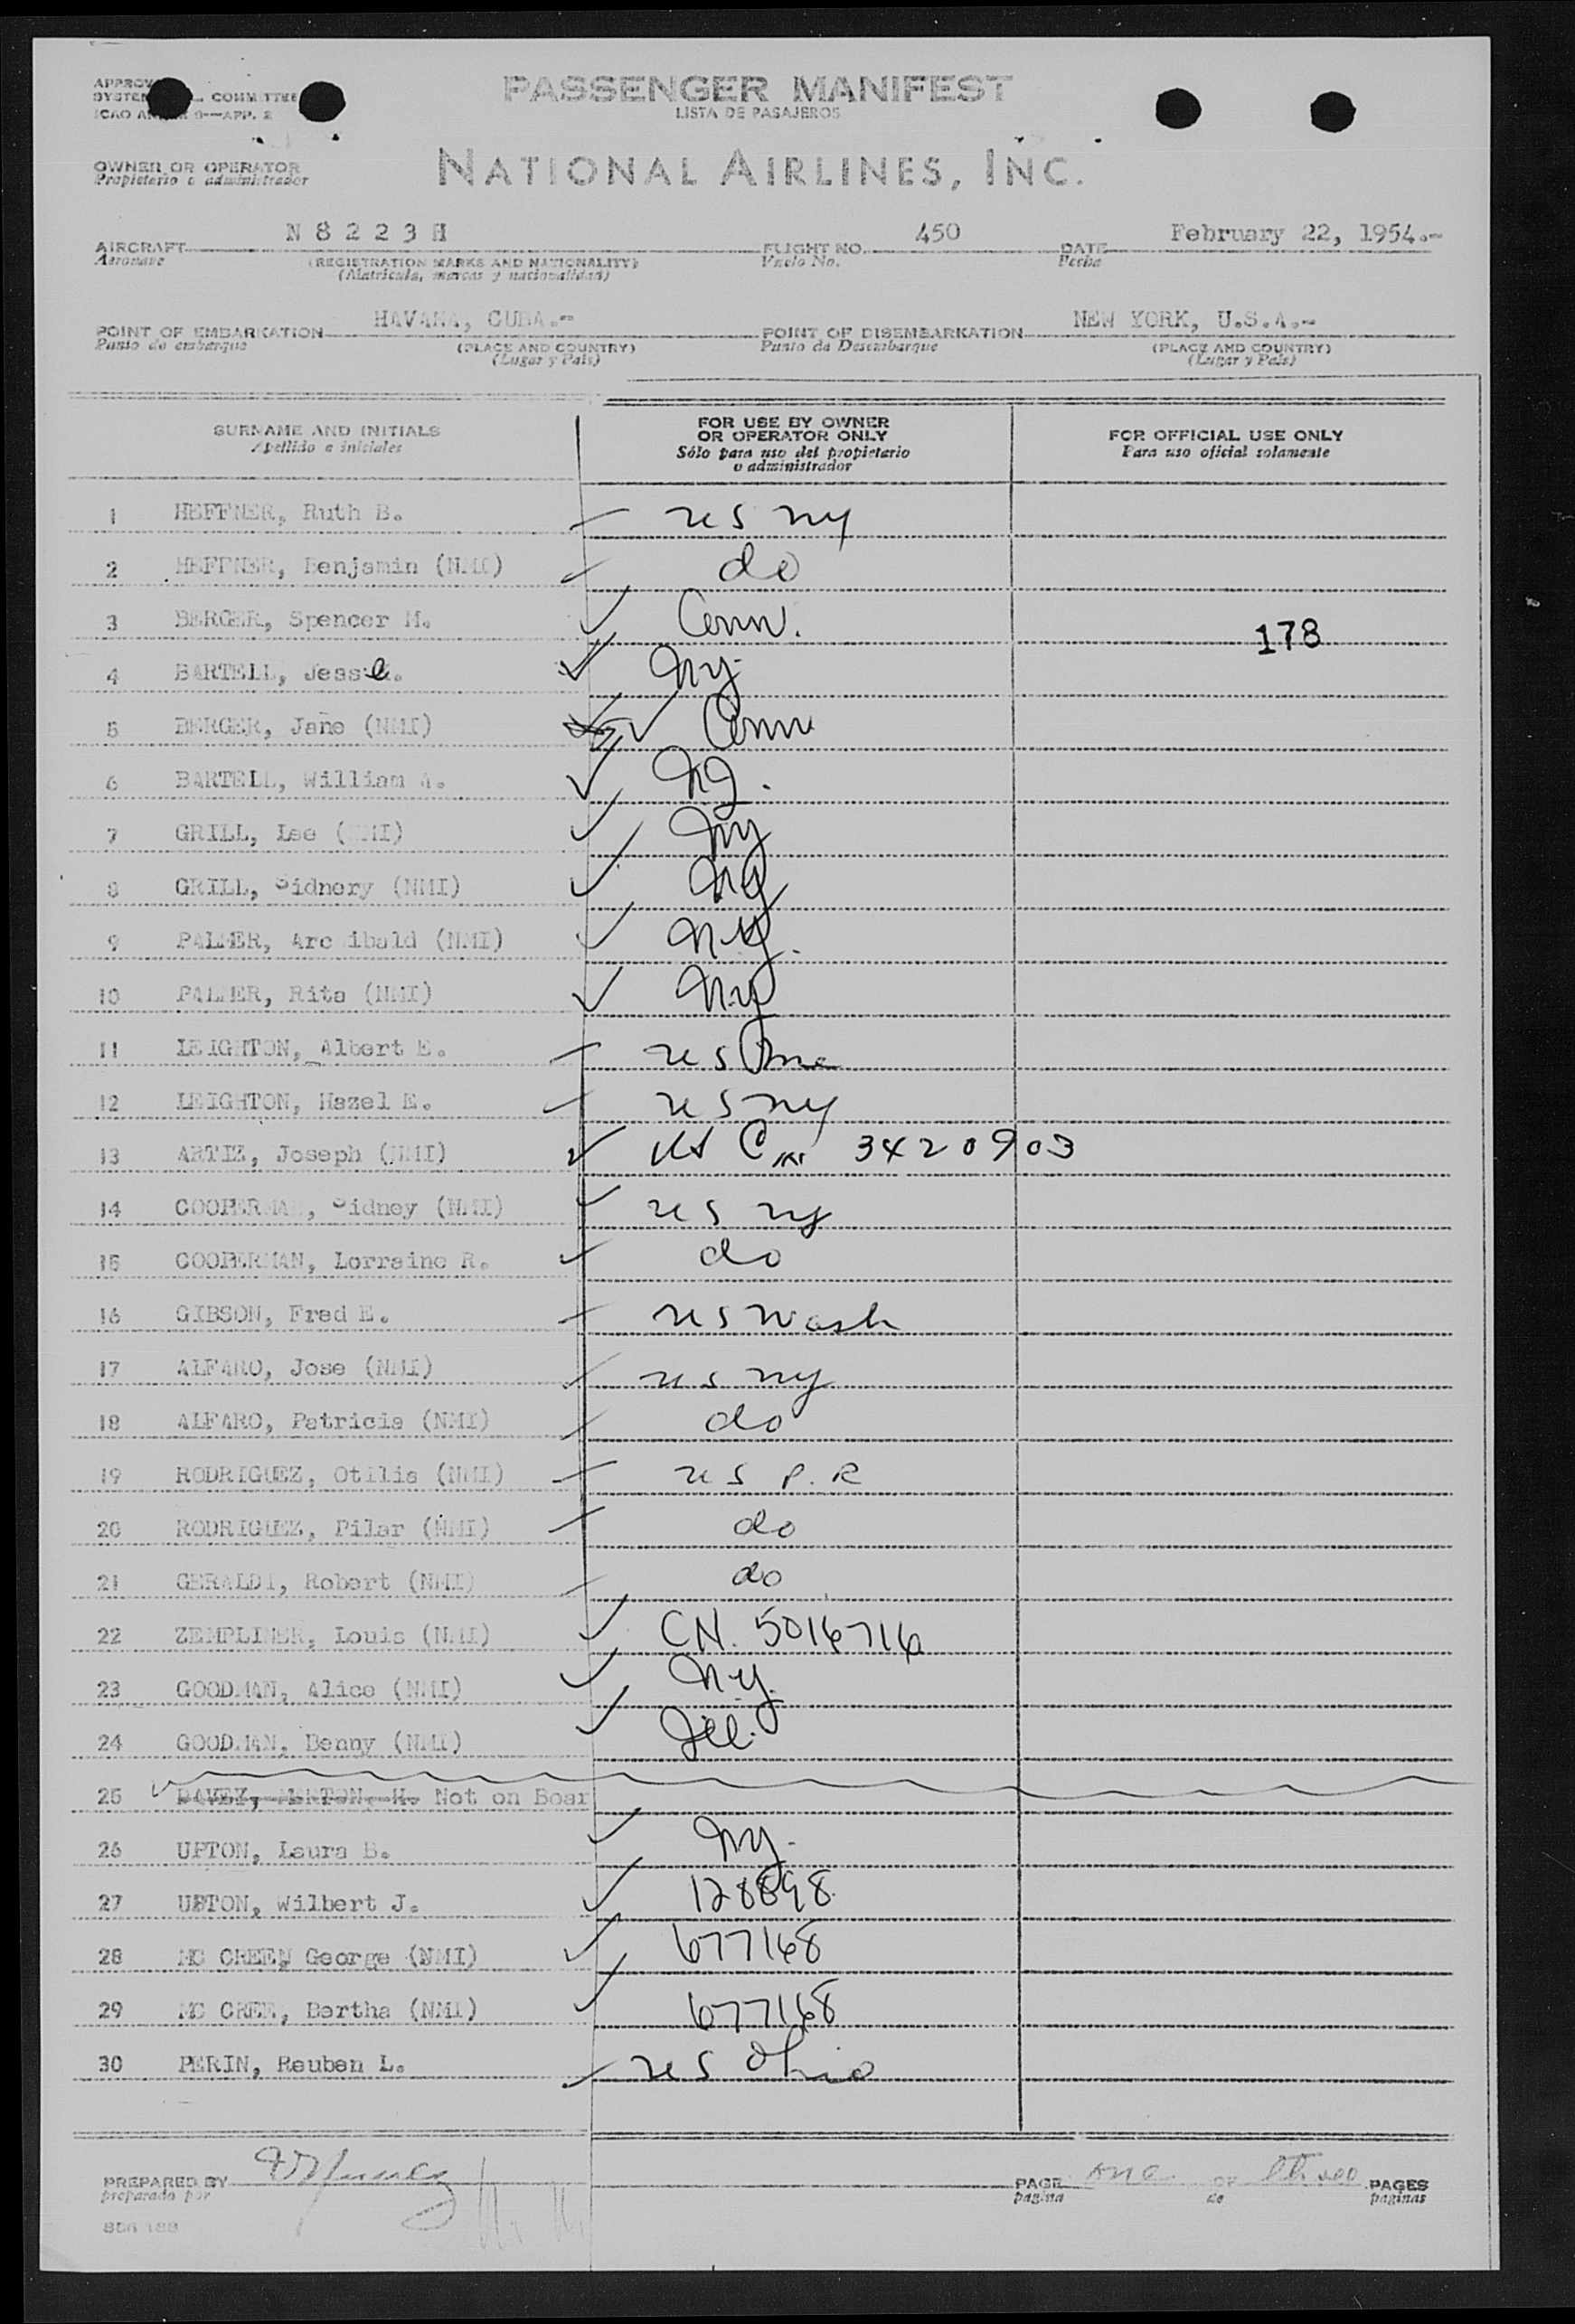 PASSENGER MANIFEST
LISTA DE PASAJEROS
COMMITTEE
NATIONAL AIRLINES, INC.
OWNER OR OPERATOR
Propietario o administrador
AIRCRAFT N 8 2 2 3 H FLIGHT NO. 450 DATE February 22, 1954.-
Aeronave (REGISTRATION MARKS AND NATIONALITY) Vuelo No. Fecha
(Matricula, marcas y nacionalidad)
POINT OF EMBARKATION HAVANA, CUBA.- POINT OF DISEMBARKATION NEW YORK, U.S.A.-
Punto de embarque (PLACE AND COUNTRY) Punto da Desembarque (PLACE AND COUNTRY)
(Lugar y Pais) (Lugar y Pais)
SURNAME AND INITIALS
Apellido e iniciales
FOR USE BY OWNER
OR OPERATOR ONLY
Sólo para uso del propietario
o administrador
FOR OFFICIAL USE ONLY
Para uso oficial solamente
1 HEFFNER, Ruth B. us ny
2 HEFFNER, Benjamin (NMI) do
3 BERGER, Spencer M. Conn. 178
4 BARTELL, Jess e. ny.
5 BERGER, Jane (NMI) Conn
6 BARTELL, William A. ny.
7 GRILL, Lee (NMI) ny
8 GRILL, Sidnery (NMI) ny
9 PALMER, Arc ibald (NMI) n.y.
10 PALMER, Rita (NMI) n.y
11 LEIGHTON, Albert E. us
12 LEIGHTON, Hazel E. us ny
13 ARTIZ, Joseph (NMI) us 3420903
14 COOPERMAN, Sidney (NMI) us ny
15 COOPERMAN, Lorraine R. do
16 GIBSON, Fred E. us wash
17 ALFARO, Jose (NMI) us ny
18 ALFARO, Patricia (NMI) do
19 RODRIGUEZ, Otilia (NMI) us P.R
20 RODRIGUEZ, Pilar (NMI) do
21 GERALDI, Robert (NMI) do
22 ZEMPLINER, Louis (NMI) CN. 5016716
23 GOODMAN, Alice (NMI) n.y.
24 GOODMAN, Benny (NMI) Ill.
25 DAVEY, H. Not on Boar
26 UPTON, Laura B. ny.
27 UPTON, Wilbert J. 128898
28 MC CREE, George (NMI) 677168
29 MC CREE, Bertha (NMI) 677168
30 PERIN, Reuben L. us Ohio
PREPARED BY PAGE one OF three PAGES
preparado por pagina de paginas